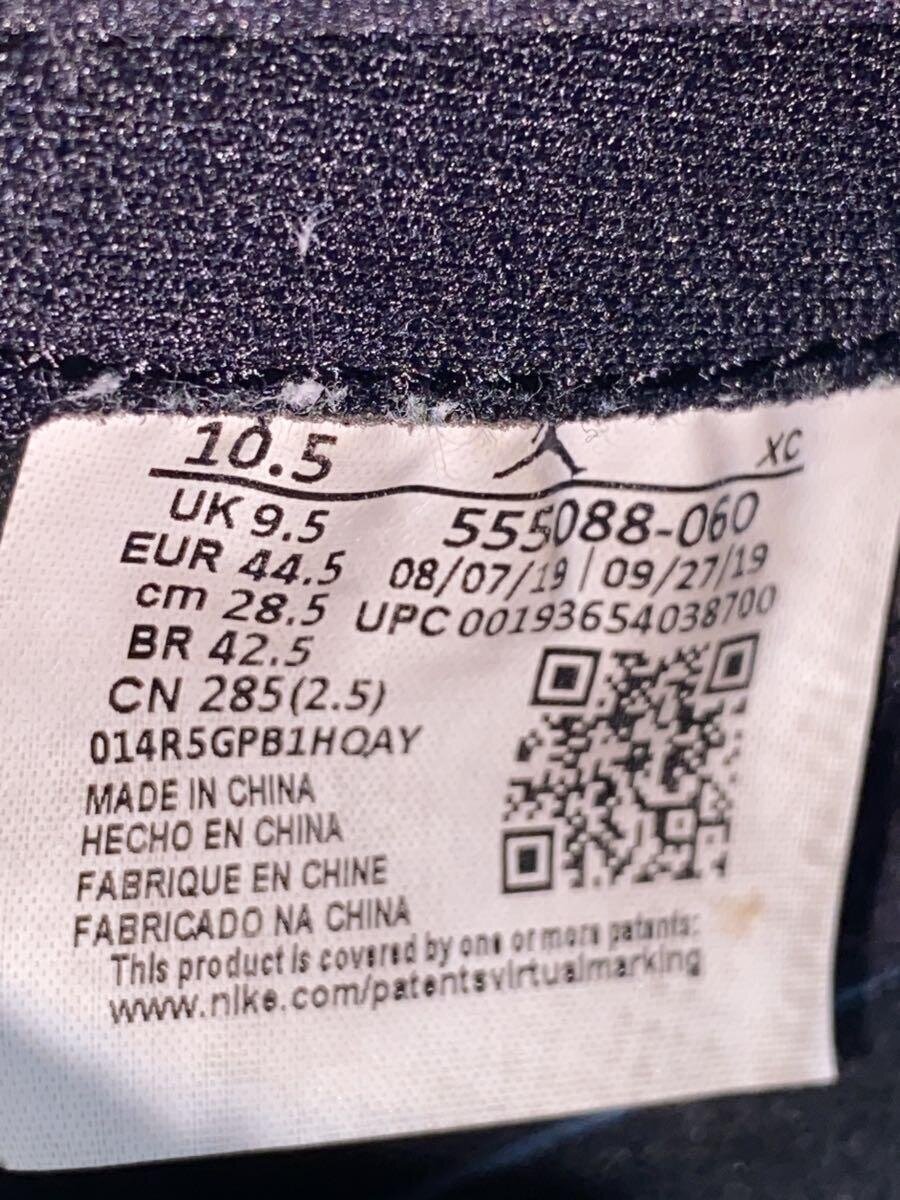 10.5 XC
UK 9.5
EUR 44.5
cm 28.5
BR 42.5
CN 285(2.5)
555088-060
08/07/19 | 09/27/19
UPC 00193654038700
014R5GPB1HQAY
MADE IN CHINA
HECHO EN CHINA
FABRIQUE EN CHINE
FABRICADO NA CHINA
This product is covered by one or more patents:
www.nike.com/patentsvirtualmarking